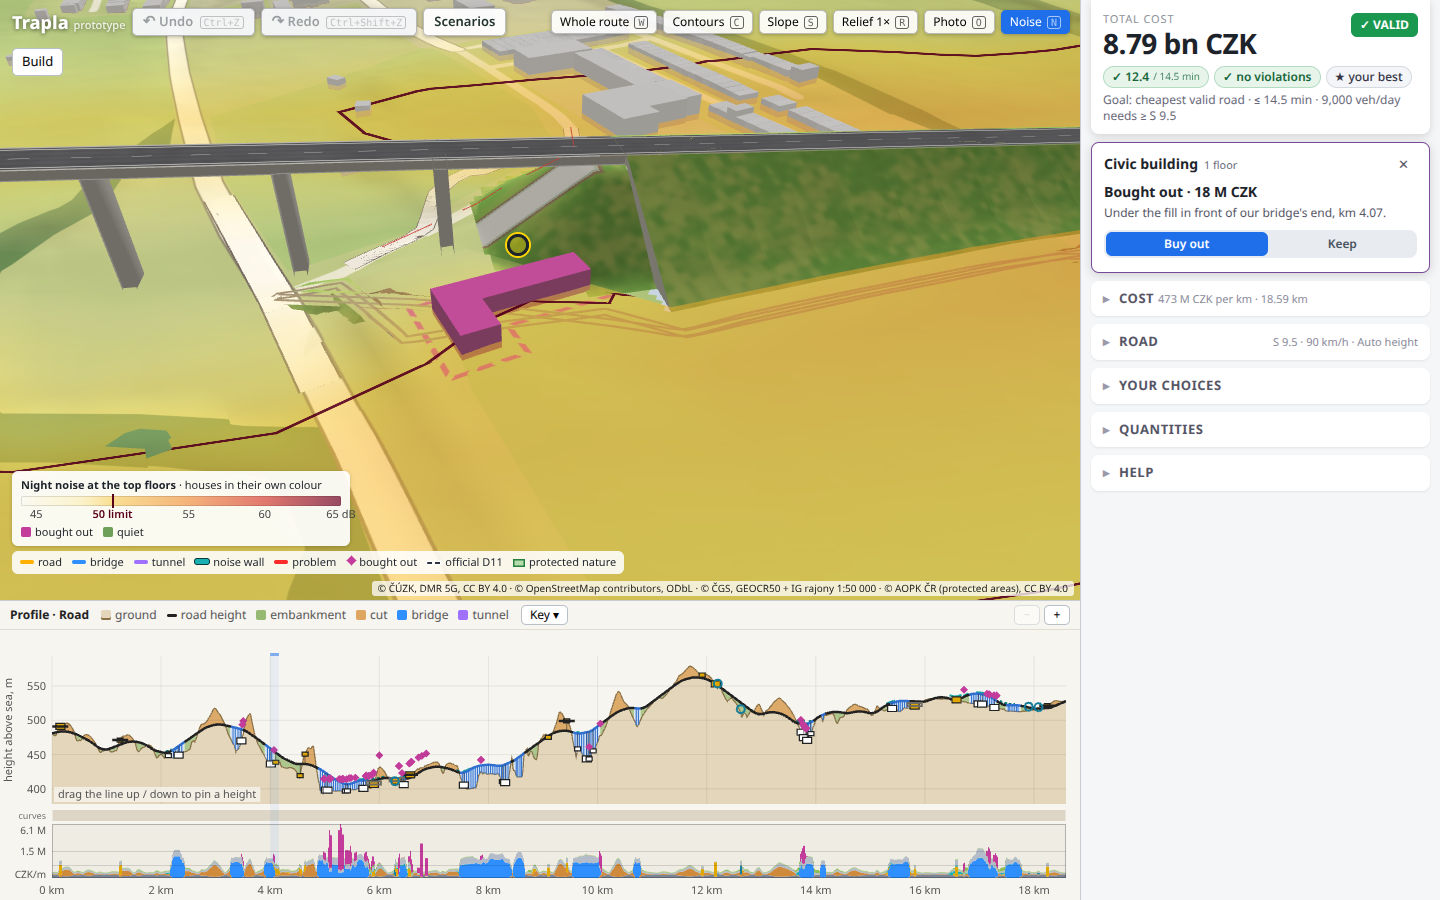 Trapla prototype
↶ Undo Ctrl+Z
↷ Redo Ctrl+Shift+Z
Scenarios
Whole route W
Contours C
Slope S
Relief 1× R
Photo O
Noise N
Build
Night noise at the top floors · houses in their own colour
45 50 limit 55 60 65 dB
bought out quiet
road bridge tunnel noise wall problem bought out official D11 protected nature
© ČÚZK, DMR 5G, CC BY 4.0 · © OpenStreetMap contributors, ODbL · © ČGS, GEOCR50 + IG rajony 1:50 000 · © AOPK ČR (protected areas), CC BY 4.0
TOTAL COST
8.79 bn CZK
✓ VALID
✓ 12.4 / 14.5 min
✓ no violations
★ your best
Goal: cheapest valid road · ≤ 14.5 min · 9,000 veh/day
needs ≥ S 9.5
Civic building 1 floor ✕
Bought out · 18 M CZK
Under the fill in front of our bridge's end, km 4.07.
Buy out Keep
▶ COST 473 M CZK per km · 18.59 km
▶ ROAD S 9.5 · 90 km/h · Auto height
▶ YOUR CHOICES
▶ QUANTITIES
▶ HELP
Profile · Road ground road height embankment cut bridge tunnel Key ▾ − +
height above sea, m
550
500
450
400
drag the line up / down to pin a height
curves
6.1 M
1.5 M
CZK/m
0 km 2 km 4 km 6 km 8 km 10 km 12 km 14 km 16 km 18 km